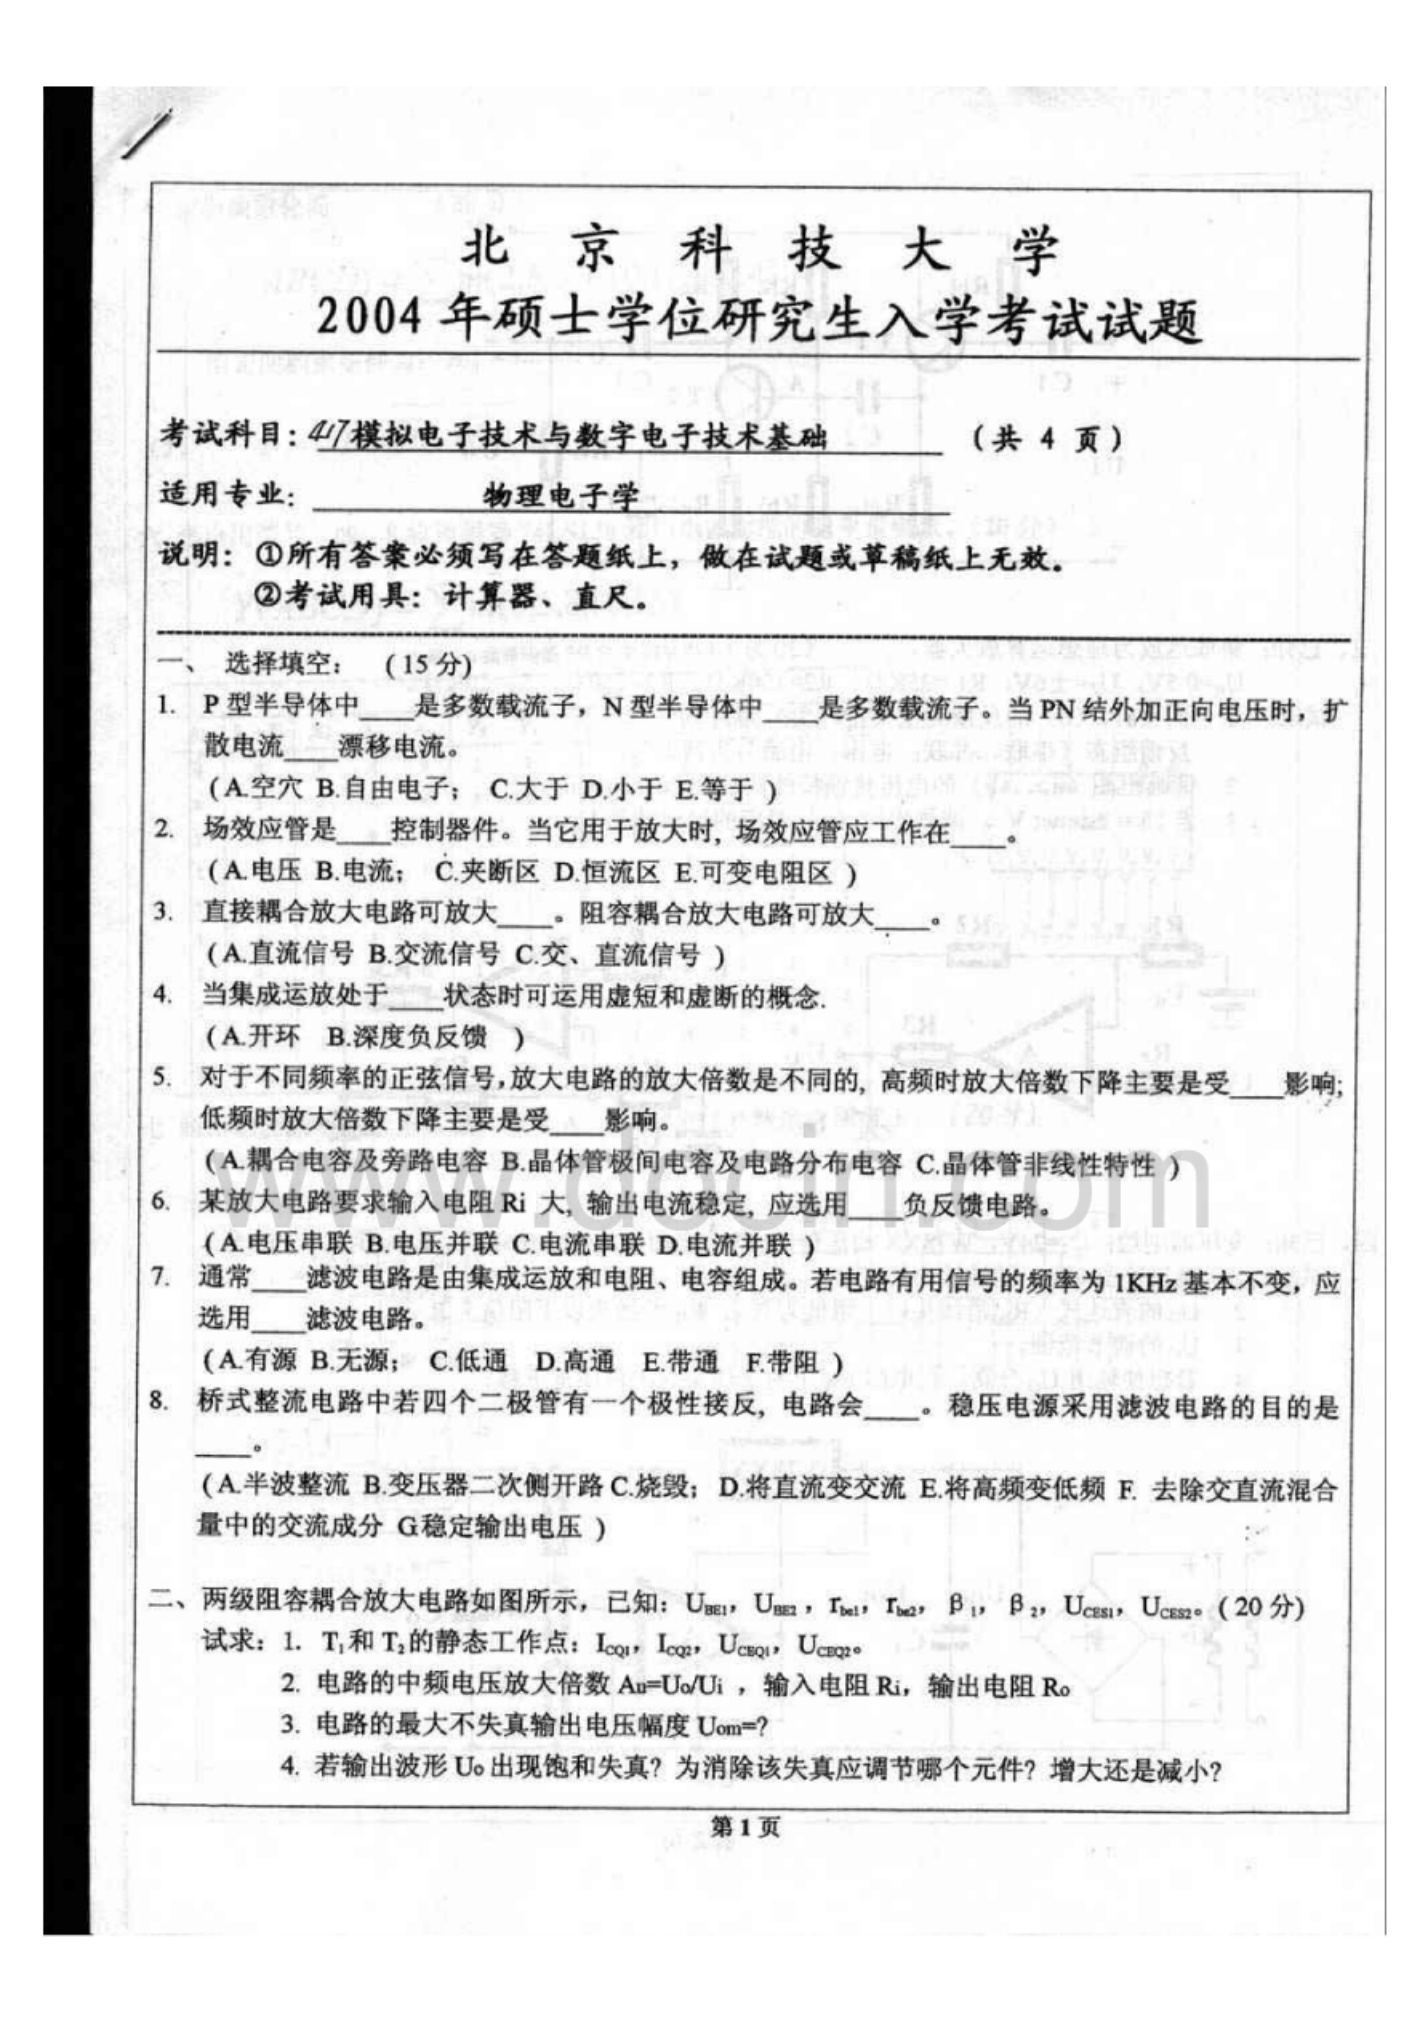 北京科技大学
2004年硕士学位研究生入学考试试题
考试科目：417模拟电子技术与数字电子技术基础 （共 4 页）
适用专业： 物理电子学
说明：①所有答案必须写在答题纸上，做在试题或草稿纸上无效。
②考试用具：计算器、直尺。
一、 选择填空： （15分）
1. P型半导体中____是多数载流子，N型半导体中____是多数载流子。当PN结外加正向电压时，扩
散电流____漂移电流。
（A.空穴 B.自由电子； C.大于 D.小于 E.等于 ）
2. 场效应管是____控制器件。当它用于放大时, 场效应管应工作在____。
（A.电压 B.电流； C.夹断区 D.恒流区 E.可变电阻区 ）
3. 直接耦合放大电路可放大____。阻容耦合放大电路可放大____。
（A.直流信号 B.交流信号 C.交、直流信号 ）
4. 当集成运放处于____状态时可运用虚短和虚断的概念.
（A.开环 B.深度负反馈 ）
5. 对于不同频率的正弦信号,放大电路的放大倍数是不同的, 高频时放大倍数下降主要是受____影响;
低频时放大倍数下降主要是受____影响。
（A.耦合电容及旁路电容 B.晶体管极间电容及电路分布电容 C.晶体管非线性特性 ）
www.docin.com
6. 某放大电路要求输入电阻Ri 大, 输出电流稳定, 应选用____负反馈电路。
（A.电压串联 B.电压并联 C.电流串联 D.电流并联 ）
7. 通常____滤波电路是由集成运放和电阻、电容组成。若电路有用信号的频率为1KHz基本不变，应
选用____滤波电路。
（A.有源 B.无源； C.低通 D.高通 E.带通 F.带阻 ）
8. 桥式整流电路中若四个二极管有一个极性接反, 电路会____。稳压电源采用滤波电路的目的是
____。
（A.半波整流 B.变压器二次侧开路 C.烧毁； D.将直流变交流 E.将高频变低频 F. 去除交直流混合
量中的交流成分 G稳定输出电压 ）
二、两级阻容耦合放大电路如图所示，已知：UBE1，UBE2，rbe1，rbe2，β1，β2，UCES1，UCES2。（20分）
试求：1. T1和T2的静态工作点：ICQ1，ICQ2，UCEQ1，UCEQ2。
2. 电路的中频电压放大倍数Au=Uo/Ui ，输入电阻Ri，输出电阻Ro
3. 电路的最大不失真输出电压幅度Uom=?
4. 若输出波形Uo出现饱和失真？为消除该失真应调节哪个元件？增大还是减小？
第1页